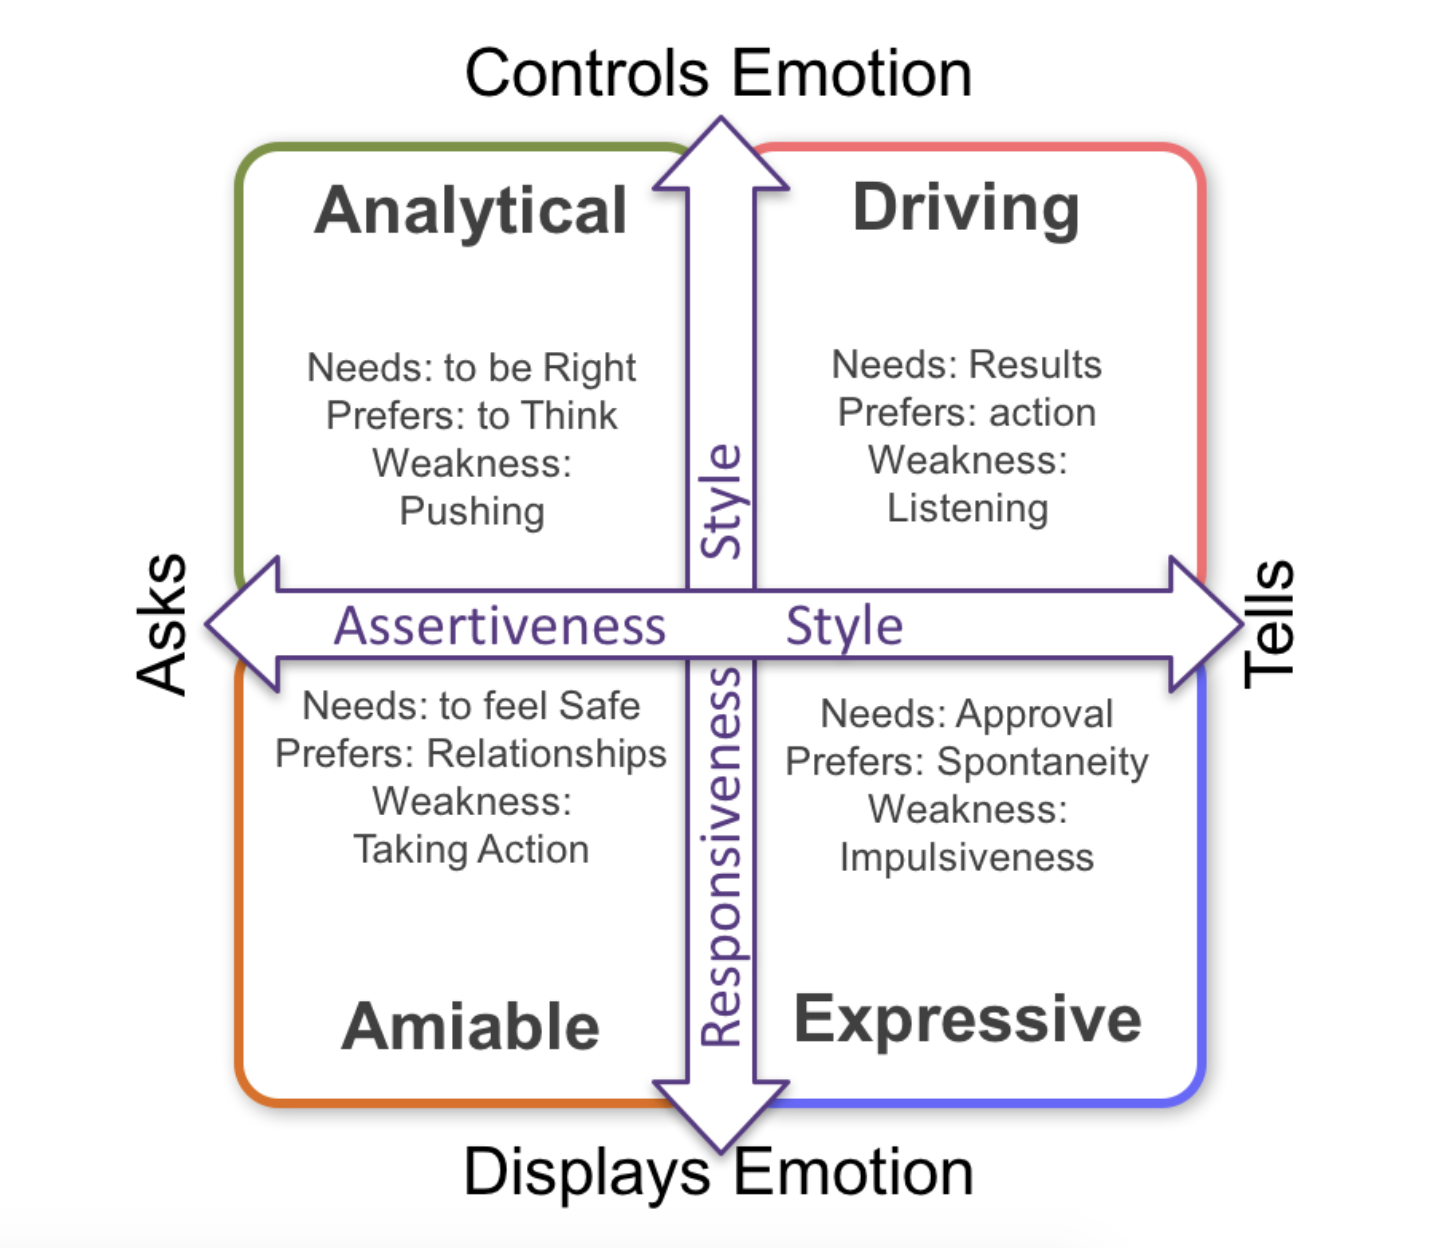 Controls Emotion
Analytical
Needs: to be Right
Prefers: to Think
Weakness:
Pushing
Driving
Needs: Results
Prefers: action
Weakness:
Listening
Asks
Assertiveness Style
Responsiveness Style
Tells
Needs: to feel Safe
Prefers: Relationships
Weakness:
Taking Action
Amiable
Needs: Approval
Prefers: Spontaneity
Weakness:
Impulsiveness
Expressive
Displays Emotion